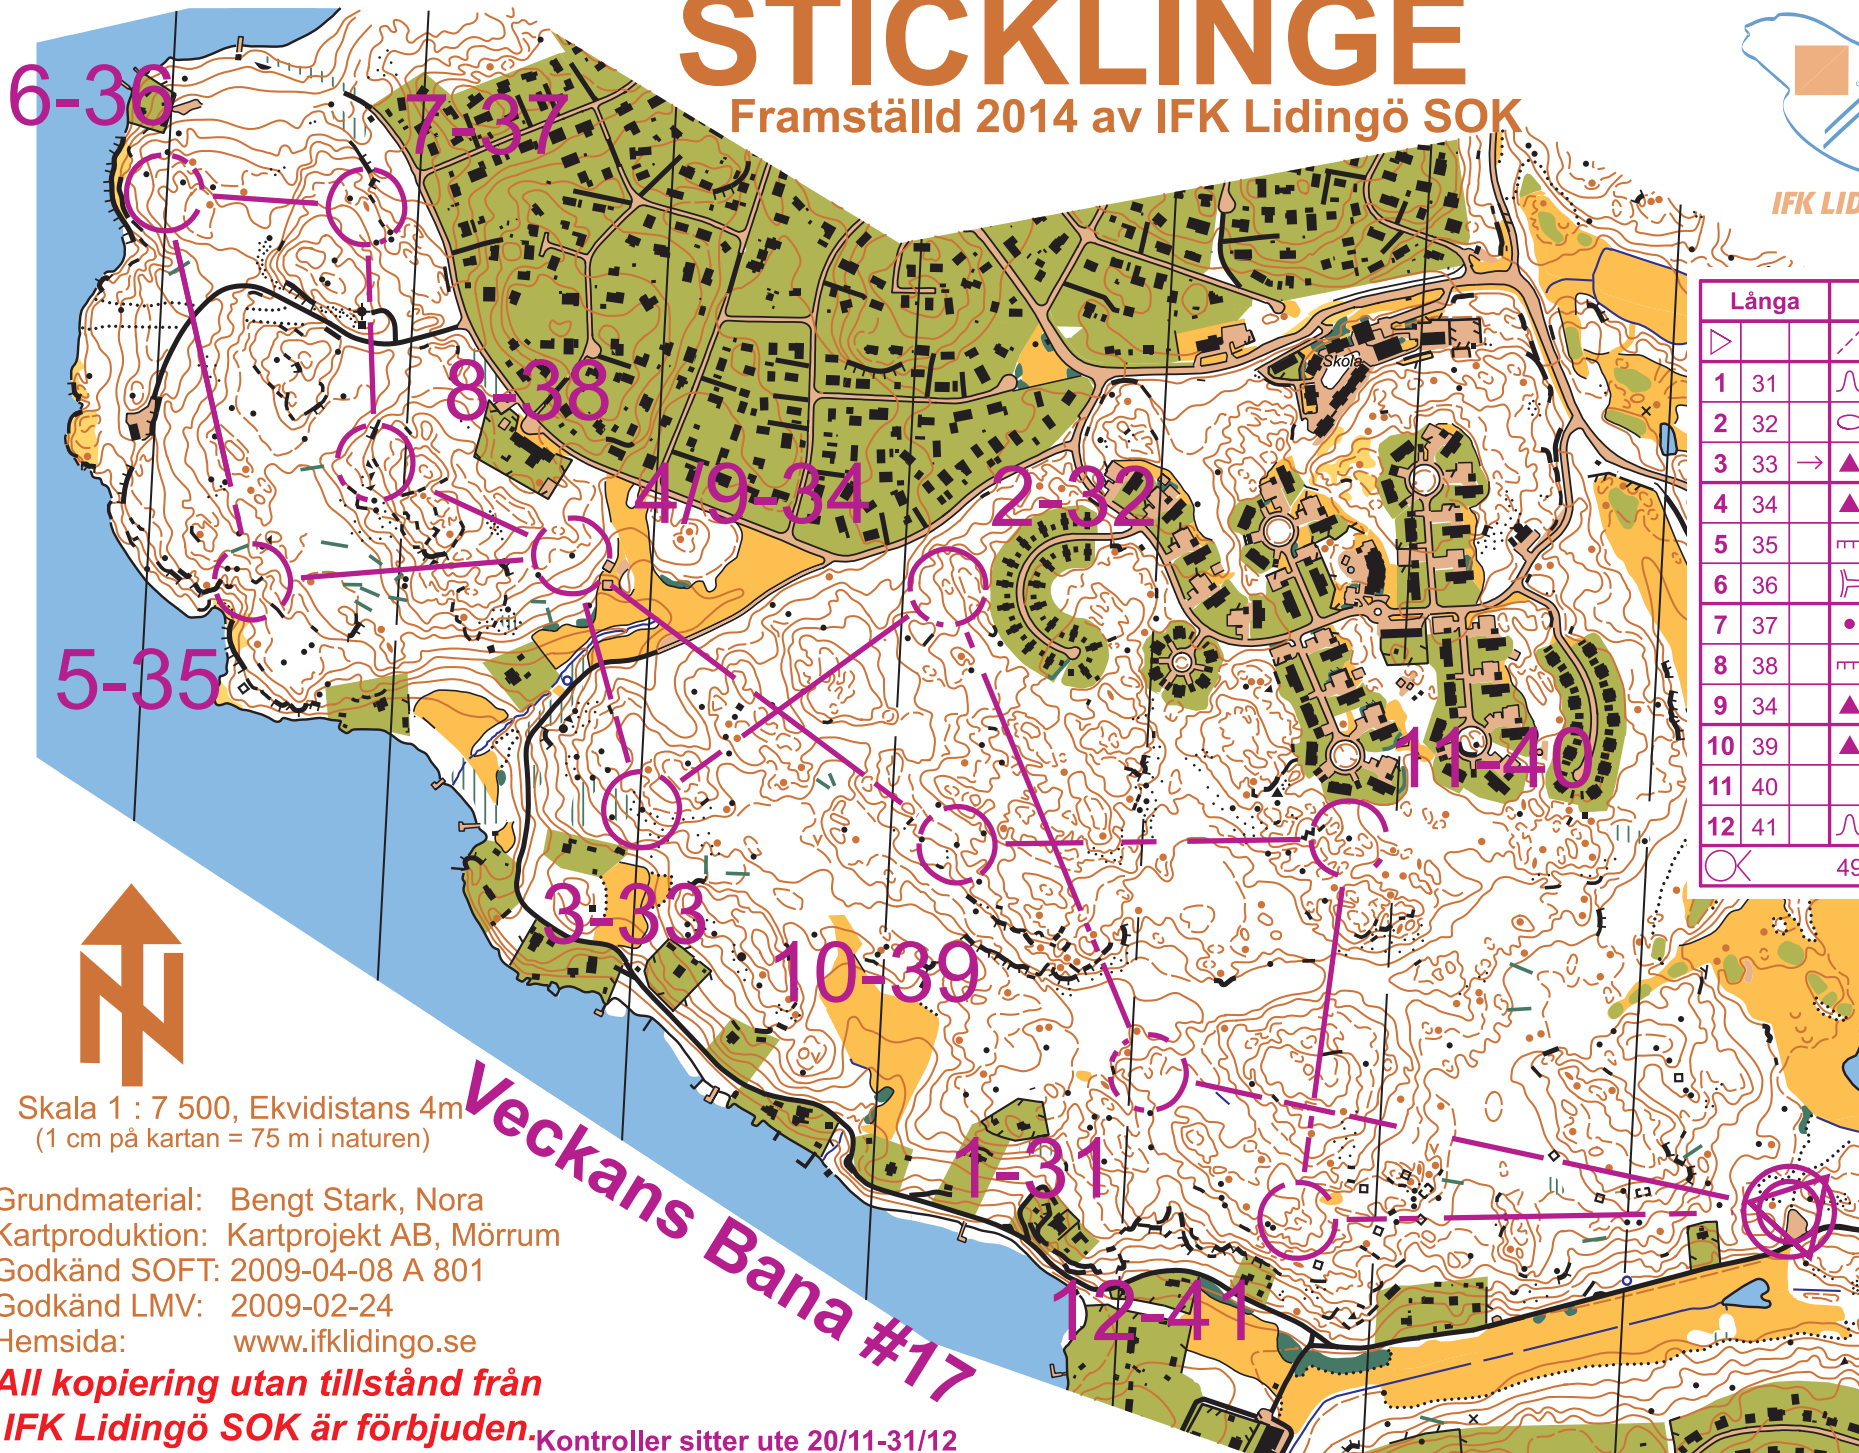 STICKLINGE
Framställd 2014 av IFK Lidingö SOK
IFK LID
6-36
7-37
8-38
4/9-34
2-32
5-35
11-40
3-33
10-39
1-31
12-41
Skola
Långa
1 31
2 32
3 33
4 34
5 35
6 36
7 37
8 38
9 34
10 39
11 40
12 41
49
N
Skala 1 : 7 500, Ekvidistans 4m
(1 cm på kartan = 75 m i naturen)
Grundmaterial: Bengt Stark, Nora
Kartproduktion: Kartprojekt AB, Mörrum
Godkänd SOFT: 2009-04-08 A 801
Godkänd LMV: 2009-02-24
Hemsida: www.ifklidingo.se
All kopiering utan tillstånd från
IFK Lidingö SOK är förbjuden.
Veckans Bana #17
Kontroller sitter ute 20/11-31/12